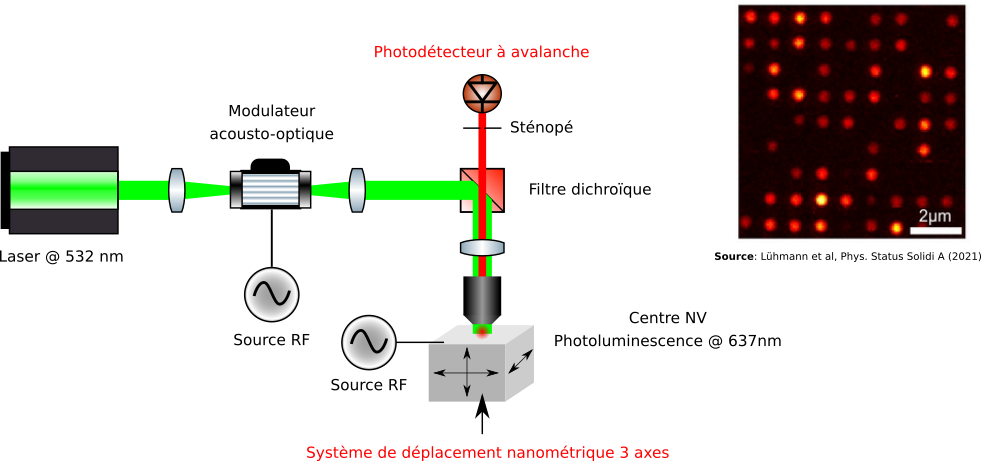 Photodétecteur à avalanche
Modulateur
acousto-optique
Sténopé
Filtre dichroïque
Laser @ 532 nm
Source RF
Source RF
Centre NV
Photoluminescence @ 637nm
Système de déplacement nanométrique 3 axes
2µm
Source: Lühmann et al, Phys. Status Solidi A (2021)